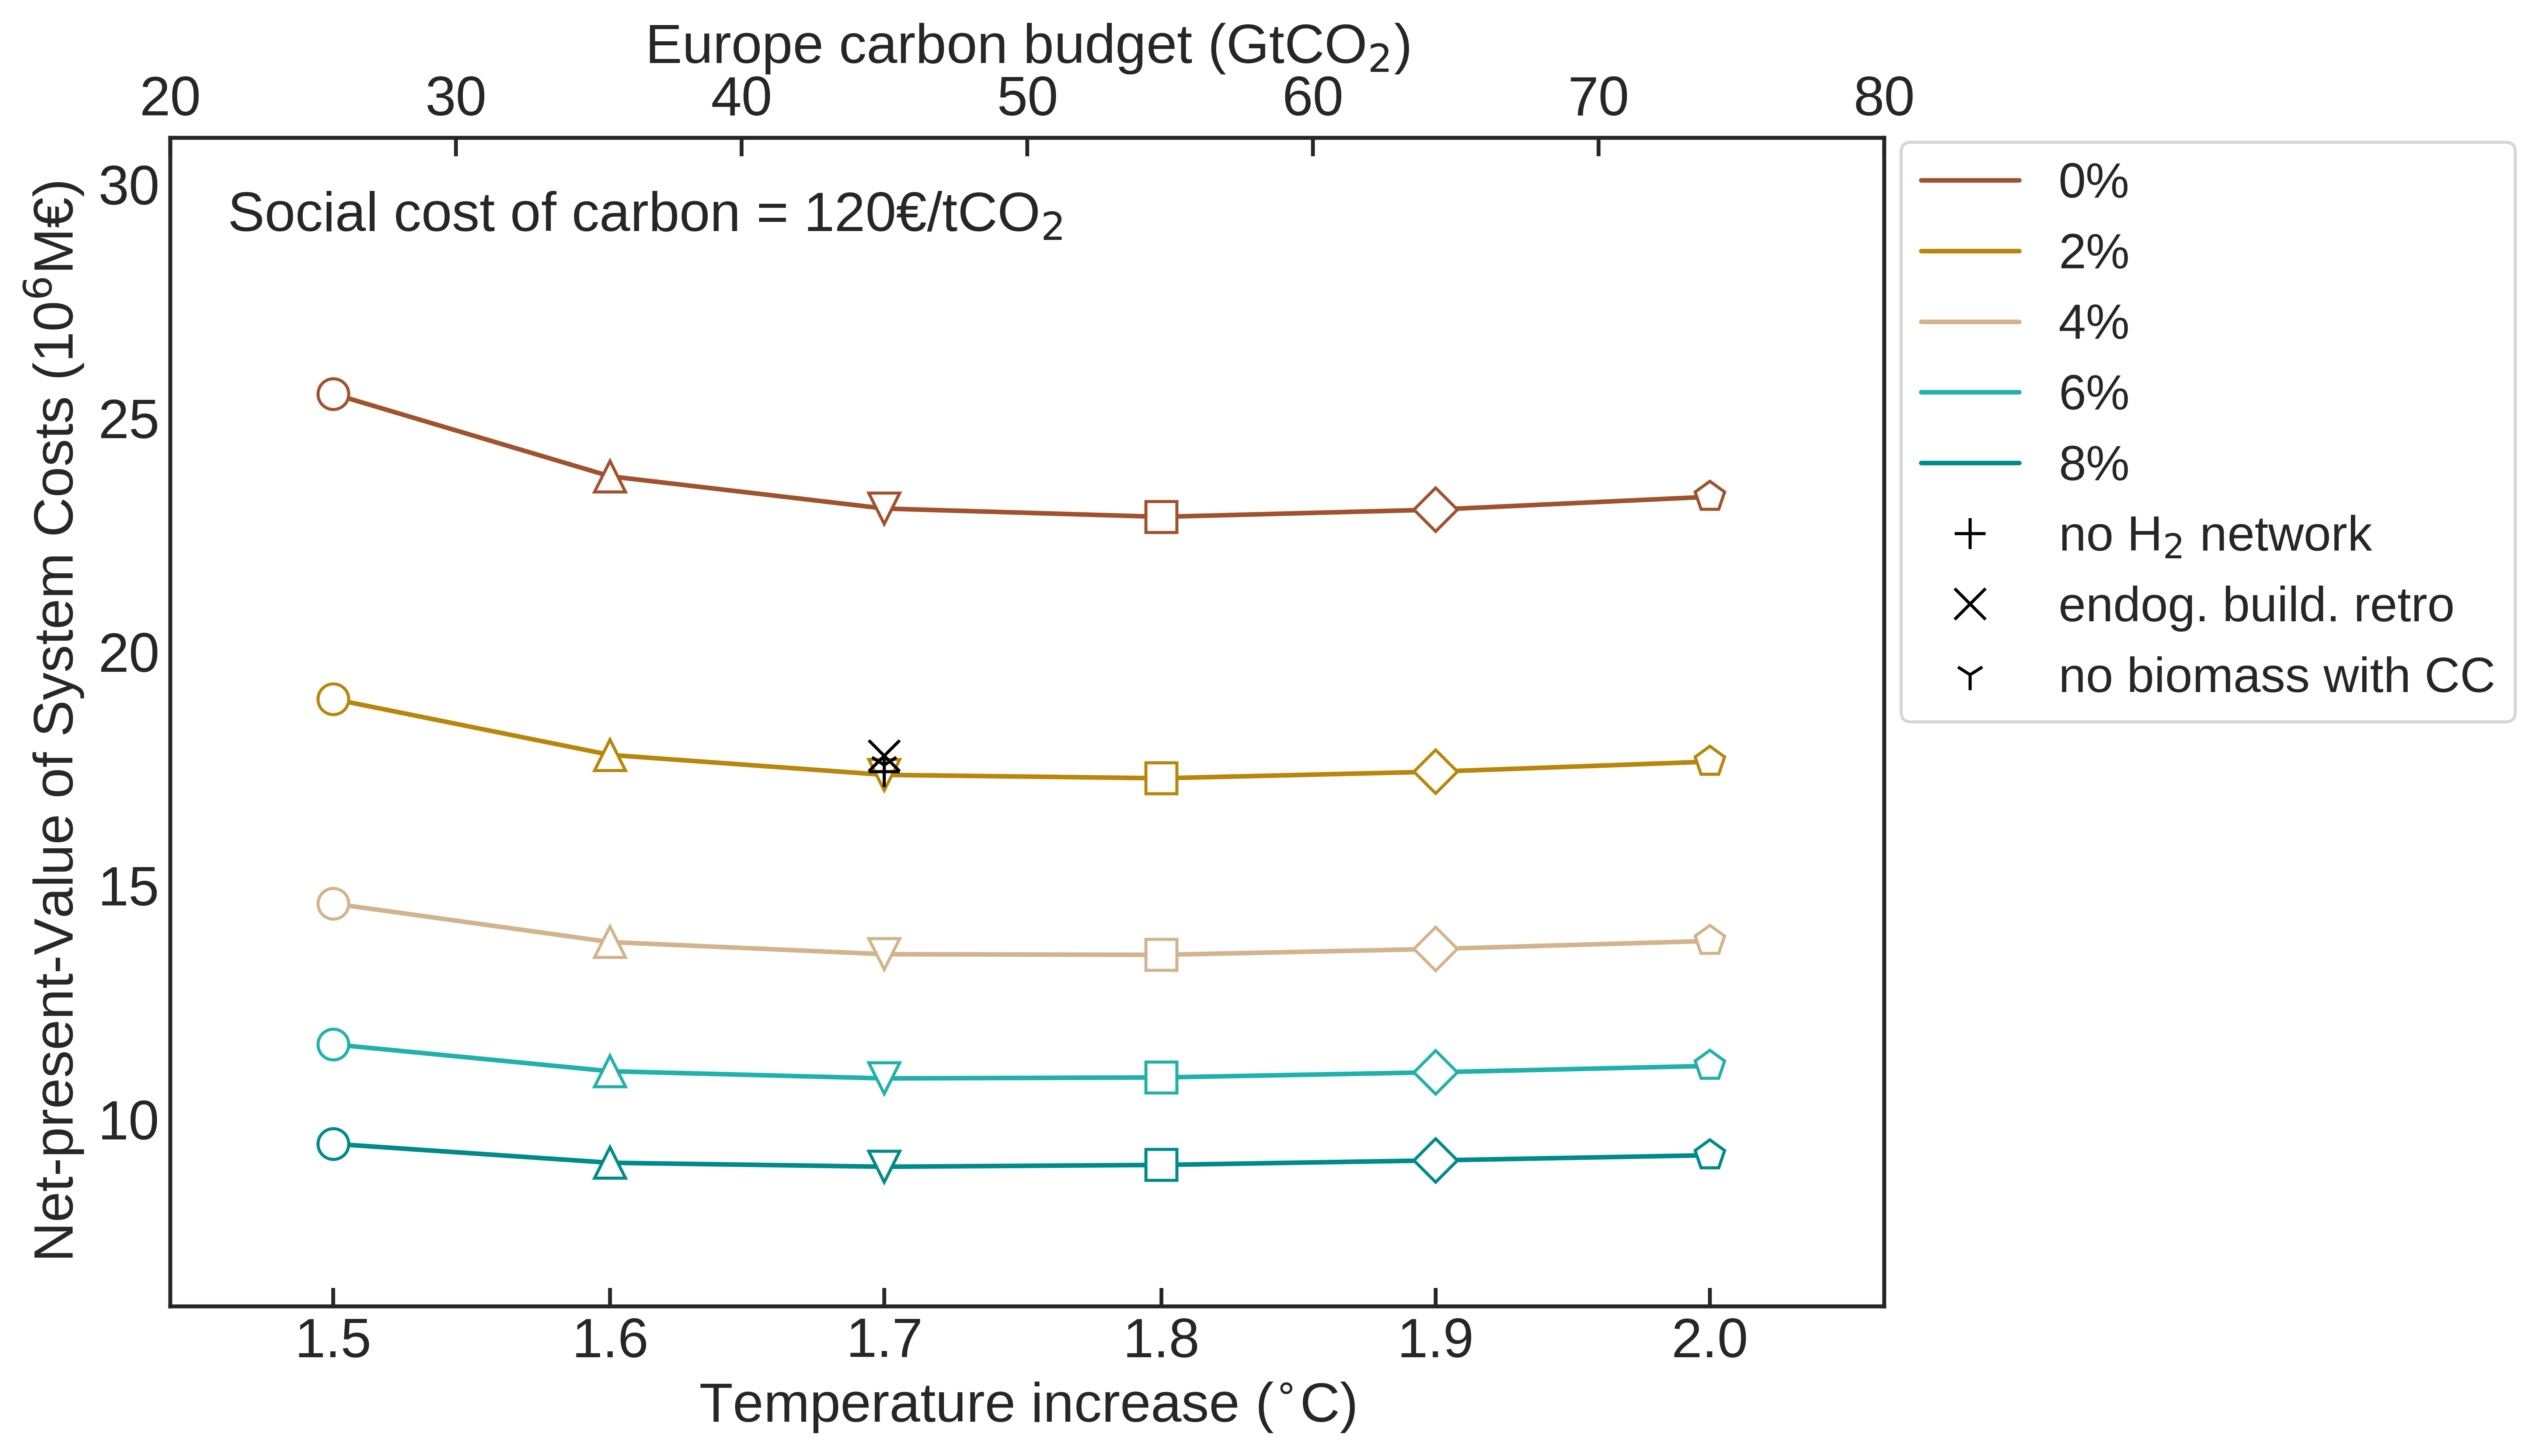 Europe carbon budget (GtCO₂)
20 30 40 50 60 70 80
Social cost of carbon = 120€/tCO₂
Net-present-Value of System Costs (10⁶M€)
30
25
20
15
10
1.5 1.6 1.7 1.8 1.9 2.0
Temperature increase (°C)
0%
2%
4%
6%
8%
no H₂ network
endog. build. retro
no biomass with CC